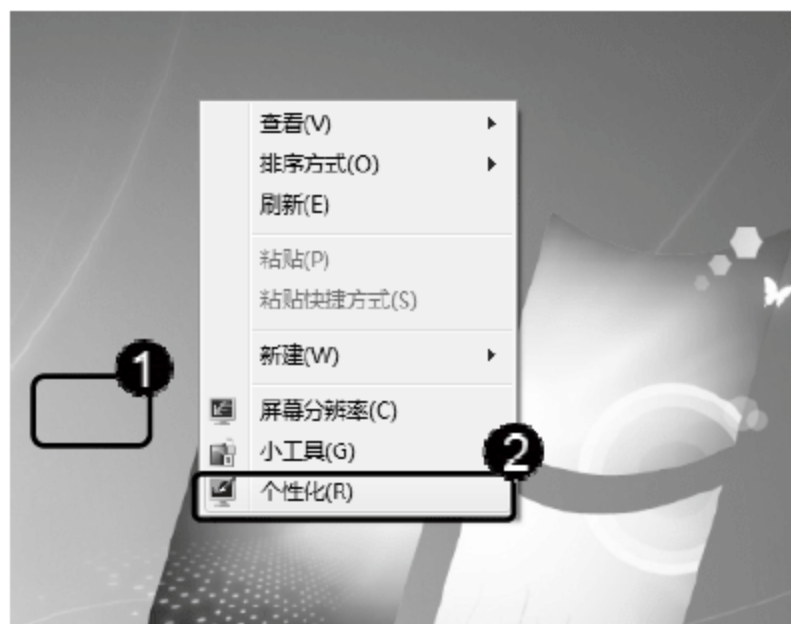 查看(V)
排序方式(O)
刷新(E)
粘贴(P)
粘贴快捷方式(S)
新建(W)
1
屏幕分辨率(C)
小工具(G)
2
个性化(R)